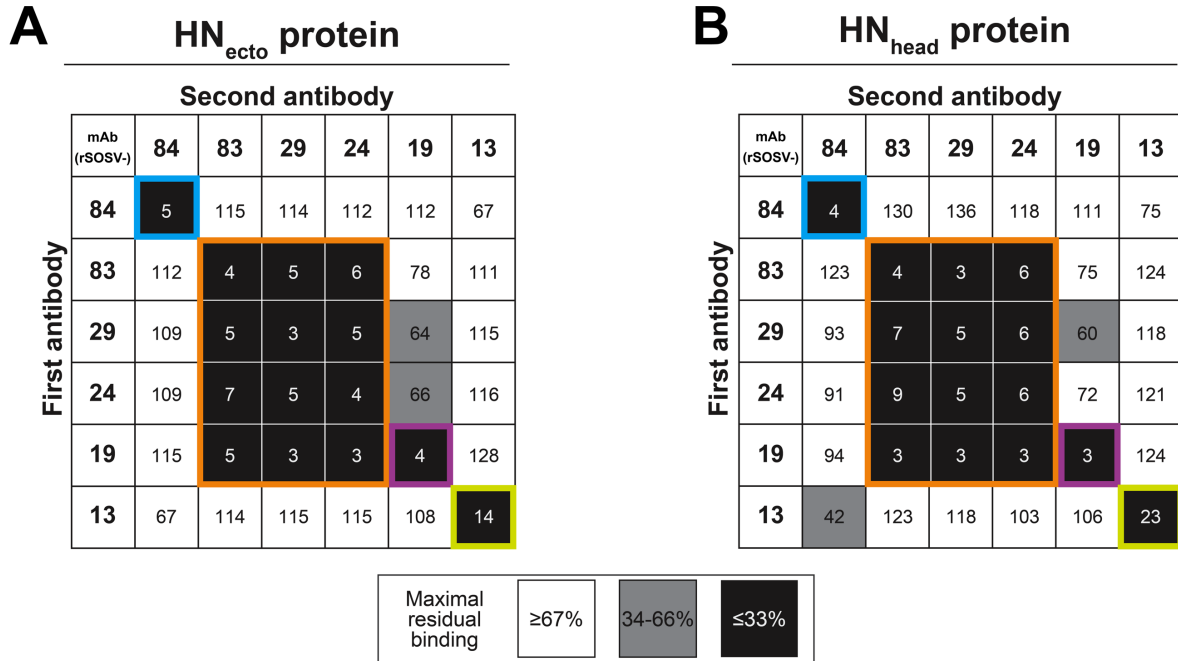 A
HNecto protein
Second antibody
First antibody
mAb (rSOSV-) 84 83 29 24 19 13
84 5 115 114 112 112 67
83 112 4 5 6 78 111
29 109 5 3 5 64 115
24 109 7 5 4 66 116
19 115 5 3 3 4 128
13 67 114 115 115 108 14
B
HNhead protein
Second antibody
First antibody
mAb (rSOSV-) 84 83 29 24 19 13
84 4 130 136 118 111 75
83 123 4 3 6 75 124
29 93 7 5 6 60 118
24 91 9 5 6 72 121
19 94 3 3 3 3 124
13 42 123 118 103 106 23
Maximal
residual
binding
≥67% 34-66% ≤33%